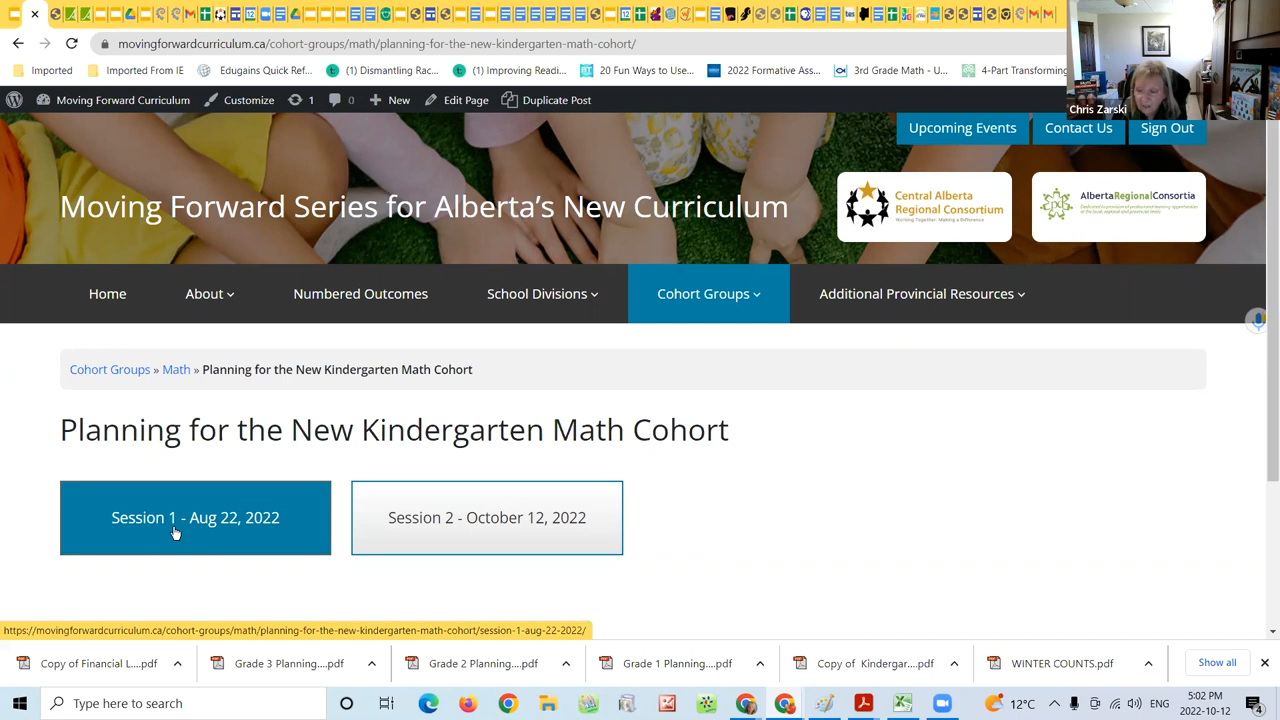 movingforwardcurriculum.ca/cohort-groups/math/planning-for-the-new-kindergarten-math-cohort/
Imported
Imported From IE
Edugains Quick Ref...
(1) Dismantling Rac...
(1) Improving Readi...
20 Fun Ways to Use...
2022 Formative Ass...
3rd Grade Math - U...
4-Part Transforming
Moving Forward Curriculum
Customize
1
0
New
Edit Page
Duplicate Post
Chris Zarski
Upcoming Events
Contact Us
Sign Out
Moving Forward Series for Alberta's New Curriculum
Central Alberta
Regional Consortium
Working Together: Making a Difference
AlbertaRegionalConsortia
Home
About
Numbered Outcomes
School Divisions
Cohort Groups
Additional Provincial Resources
Cohort Groups » Math » Planning for the New Kindergarten Math Cohort
Planning for the New Kindergarten Math Cohort
Session 1 - Aug 22, 2022
Session 2 - October 12, 2022
https://movingforwardcurriculum.ca/cohort-groups/math/planning-for-the-new-kindergarten-math-cohort/session-1-aug-22-2022/
Copy of Financial L....pdf
Grade 3 Planning....pdf
Grade 2 Planning....pdf
Grade 1 Planning....pdf
Copy of Kindergar....pdf
WINTER COUNTS.pdf
Show all
Type here to search
12°C
ENG
5:02 PM
2022-10-12
4